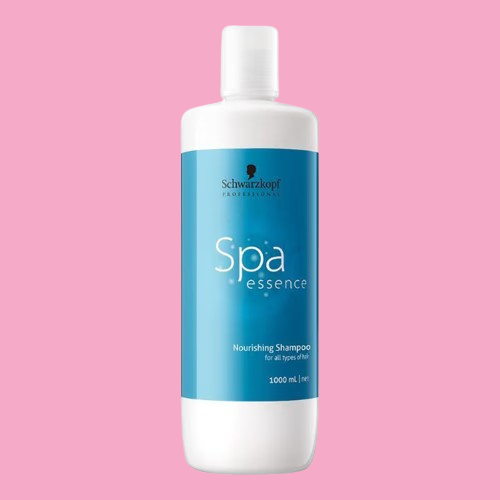 Schwarzkopf
PROFESSIONAL
Spa
essence
Nourishing Shampoo
for all types of hair
1000 mL | net.